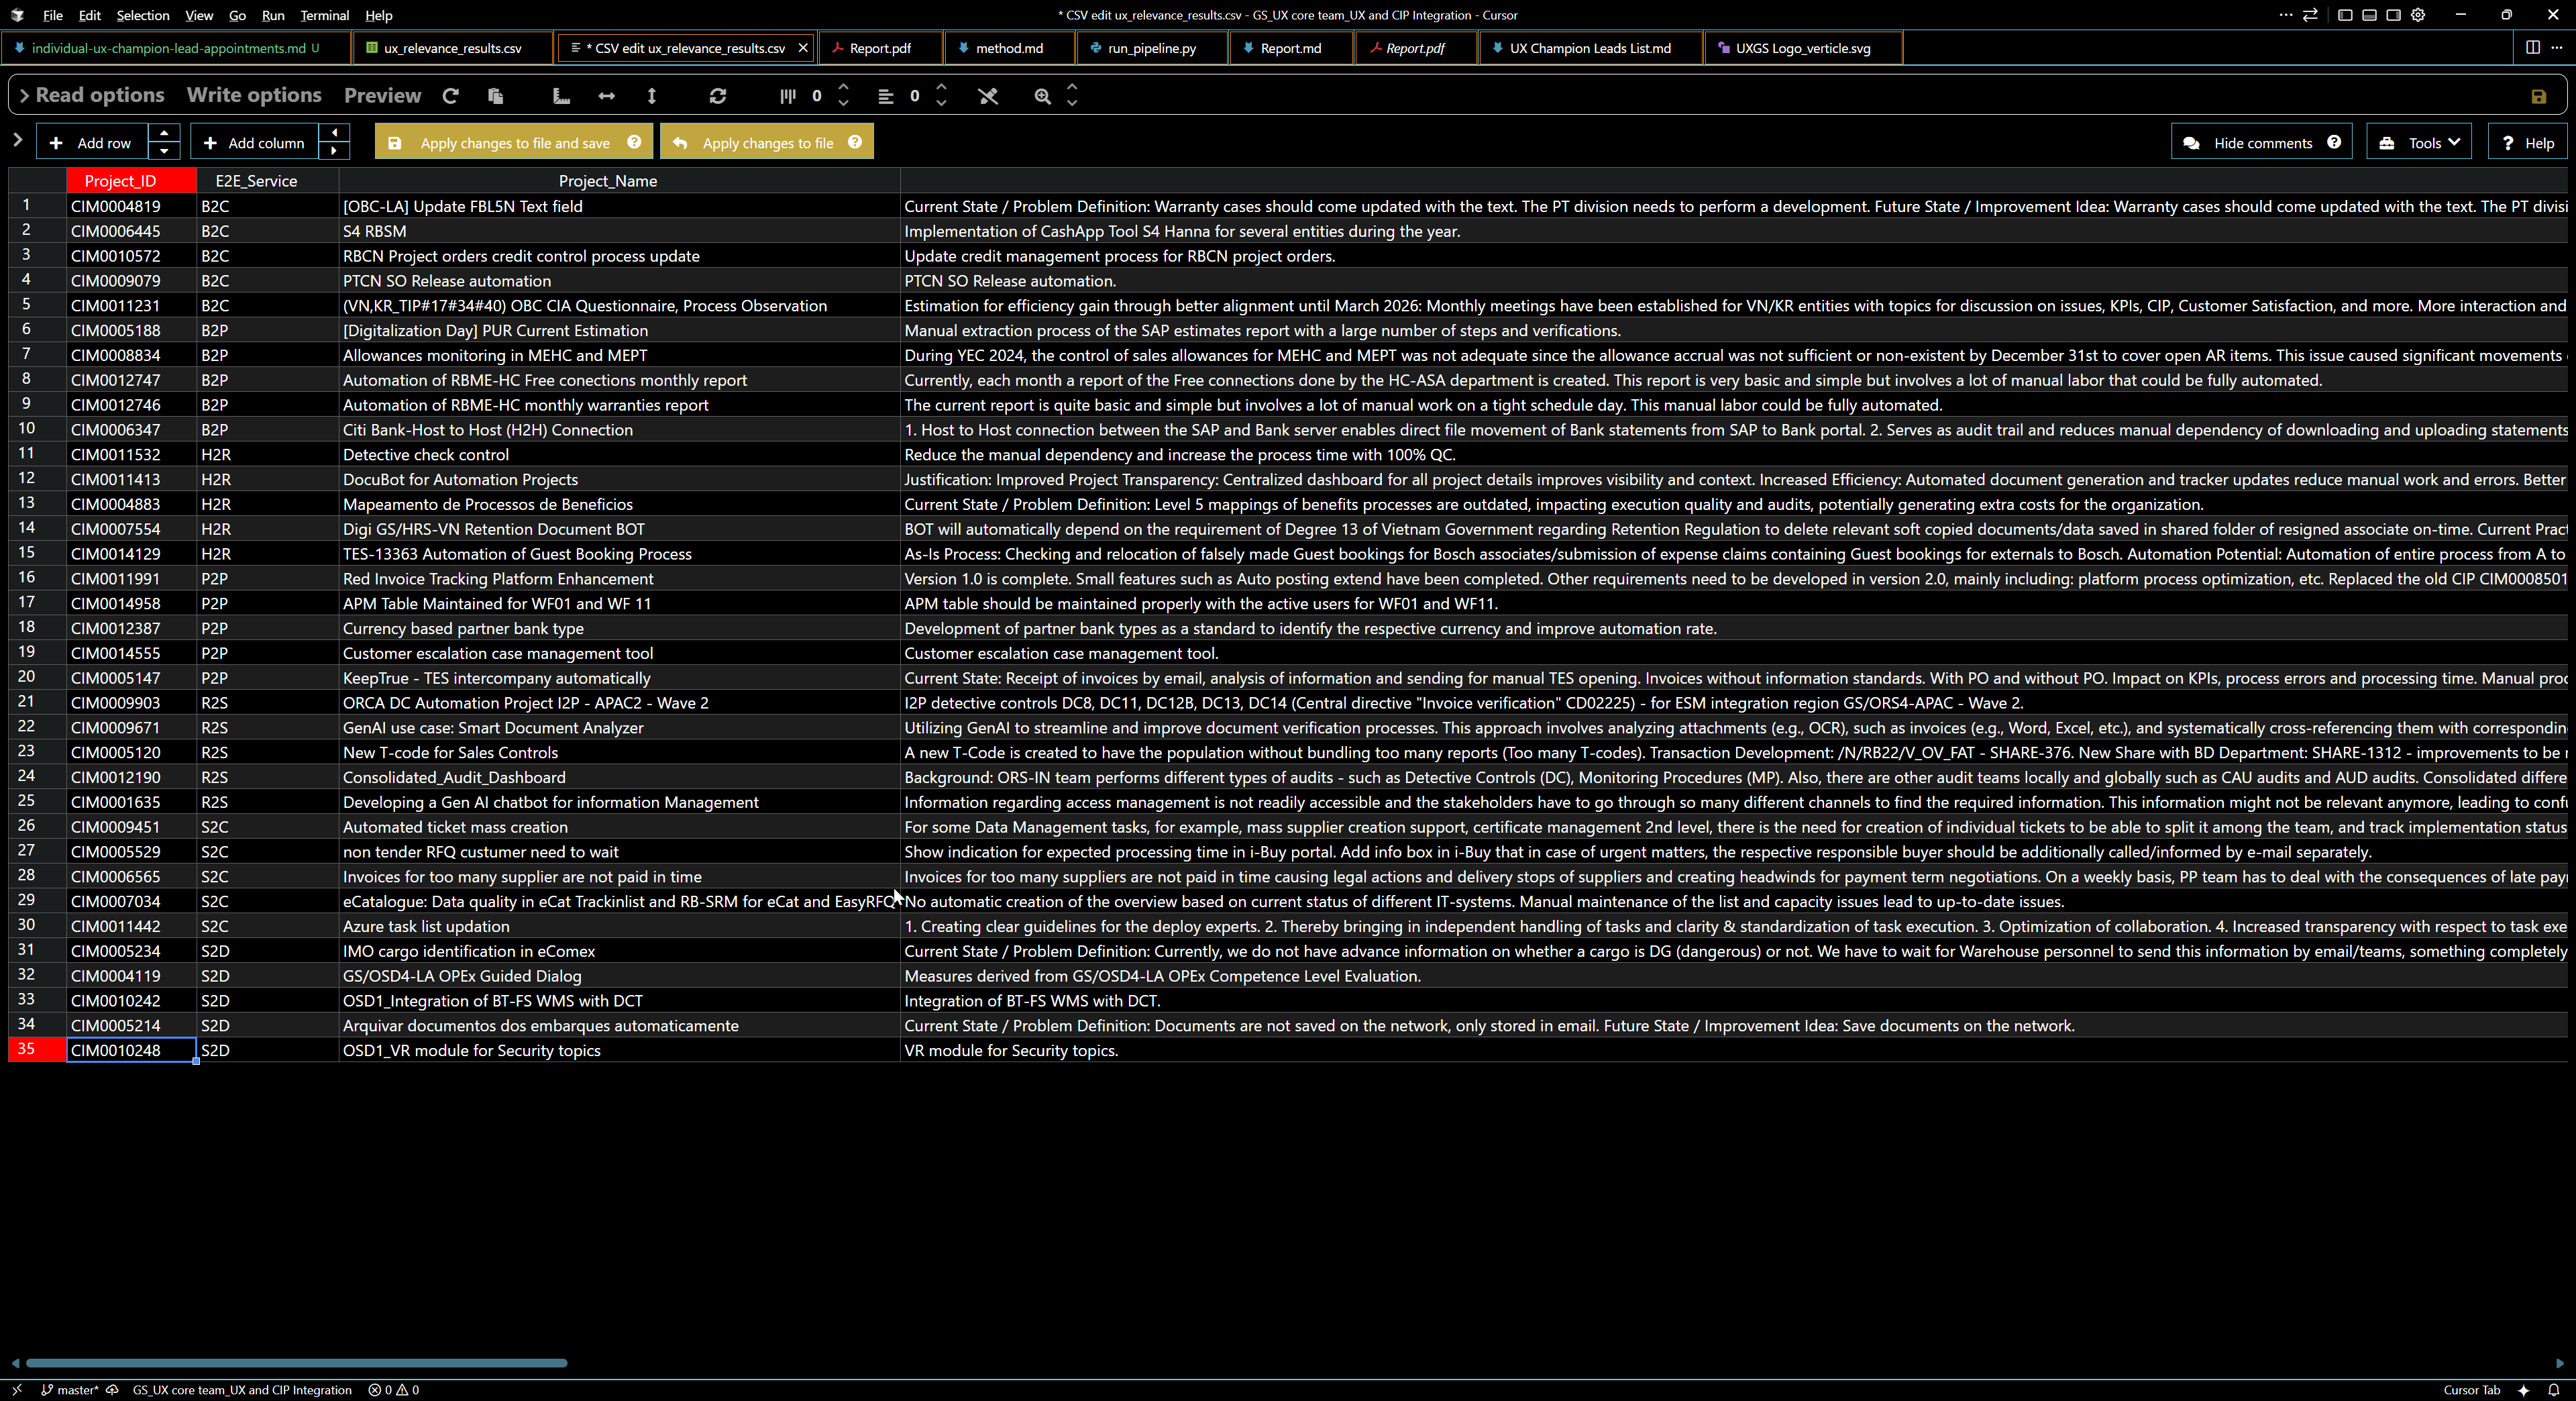 File Edit Selection View Go Run Terminal Help
* CSV edit ux_relevance_results.csv - GS_UX core team_UX and CIP Integration - Cursor
individual-ux-champion-lead-appointments.md U
ux_relevance_results.csv
* CSV edit ux_relevance_results.csv
Report.pdf
method.md
run_pipeline.py
Report.md
Report.pdf
UX Champion Leads List.md
UXGS Logo_verticle.svg
Read options Write options Preview 0 0
Add row Add column Apply changes to file and save Apply changes to file Hide comments Tools Help
Project_ID E2E_Service Project_Name
1 CIM0004819 B2C [OBC-LA] Update FBL5N Text field Current State / Problem Definition: Warranty cases should come updated with the text. The PT division needs to perform a development. Future State / Improvement Idea: Warranty cases should come updated with the text. The PT divisi
2 CIM0006445 B2C S4 RBSM Implementation of CashApp Tool S4 Hanna for several entities during the year.
3 CIM0010572 B2C RBCN Project orders credit control process update Update credit management process for RBCN project orders.
4 CIM0009079 B2C PTCN SO Release automation PTCN SO Release automation.
5 CIM0011231 B2C (VN,KR_TIP#17#34#40) OBC CIA Questionnaire, Process Observation Estimation for efficiency gain through better alignment until March 2026: Monthly meetings have been established for VN/KR entities with topics for discussion on issues, KPIs, CIP, Customer Satisfaction, and more. More interaction and
6 CIM0005188 B2P [Digitalization Day] PUR Current Estimation Manual extraction process of the SAP estimates report with a large number of steps and verifications.
7 CIM0008834 B2P Allowances monitoring in MEHC and MEPT During YEC 2024, the control of sales allowances for MEHC and MEPT was not adequate since the allowance accrual was not sufficient or non-existent by December 31st to cover open AR items. This issue caused significant movements
8 CIM0012747 B2P Automation of RBME-HC Free conections monthly report Currently, each month a report of the Free connections done by the HC-ASA department is created. This report is very basic and simple but involves a lot of manual labor that could be fully automated.
9 CIM0012746 B2P Automation of RBME-HC monthly warranties report The current report is quite basic and simple but involves a lot of manual work on a tight schedule day. This manual labor could be fully automated.
10 CIM0006347 B2P Citi Bank-Host to Host (H2H) Connection 1. Host to Host connection between the SAP and Bank server enables direct file movement of Bank statements from SAP to Bank portal. 2. Serves as audit trail and reduces manual dependency of downloading and uploading statements
11 CIM0011532 H2R Detective check control Reduce the manual dependency and increase the process time with 100% QC.
12 CIM0011413 H2R DocuBot for Automation Projects Justification: Improved Project Transparency: Centralized dashboard for all project details improves visibility and context. Increased Efficiency: Automated document generation and tracker updates reduce manual work and errors. Better
13 CIM0004883 H2R Mapeamento de Processos de Beneficios Current State / Problem Definition: Level 5 mappings of benefits processes are outdated, impacting execution quality and audits, potentially generating extra costs for the organization.
14 CIM0007554 H2R Digi GS/HRS-VN Retention Document BOT BOT will automatically depend on the requirement of Degree 13 of Vietnam Government regarding Retention Regulation to delete relevant soft copied documents/data saved in shared folder of resigned associate on-time. Current Pract
15 CIM0014129 H2R TES-13363 Automation of Guest Booking Process As-Is Process: Checking and relocation of falsely made Guest bookings for Bosch associates/submission of expense claims containing Guest bookings for externals to Bosch. Automation Potential: Automation of entire process from A to
16 CIM0011991 P2P Red Invoice Tracking Platform Enhancement Version 1.0 is complete. Small features such as Auto posting extend have been completed. Other requirements need to be developed in version 2.0, mainly including: platform process optimization, etc. Replaced the old CIP CIM0008501
17 CIM0014958 P2P APM Table Maintained for WF01 and WF 11 APM table should be maintained properly with the active users for WF01 and WF11.
18 CIM0012387 P2P Currency based partner bank type Development of partner bank types as a standard to identify the respective currency and improve automation rate.
19 CIM0014555 P2P Customer escalation case management tool Customer escalation case management tool.
20 CIM0005147 P2P KeepTrue - TES intercompany automatically Current State: Receipt of invoices by email, analysis of information and sending for manual TES opening. Invoices without information standards. With PO and without PO. Impact on KPIs, process errors and processing time. Manual proc
21 CIM0009903 R2S ORCA DC Automation Project I2P - APAC2 - Wave 2 I2P detective controls DC8, DC11, DC12B, DC13, DC14 (Central directive "Invoice verification" CD02225) - for ESM integration region GS/ORS4-APAC - Wave 2.
22 CIM0009671 R2S GenAI use case: Smart Document Analyzer Utilizing GenAI to streamline and improve document verification processes. This approach involves analyzing attachments (e.g., OCR), such as invoices (e.g., Word, Excel, etc.), and systematically cross-referencing them with correspondin
23 CIM0005120 R2S New T-code for Sales Controls A new T-Code is created to have the population without bundling too many reports (Too many T-codes). Transaction Development: /N/RB22/V_OV_FAT - SHARE-376. New Share with BD Department: SHARE-1312 - improvements to be
24 CIM0012190 R2S Consolidated_Audit_Dashboard Background: ORS-IN team performs different types of audits - such as Detective Controls (DC), Monitoring Procedures (MP). Also, there are other audit teams locally and globally such as CAU audits and AUD audits. Consolidated differe
25 CIM0001635 R2S Developing a Gen AI chatbot for information Management Information regarding access management is not readily accessible and the stakeholders have to go through so many different channels to find the required information. This information might not be relevant anymore, leading to confu
26 CIM0009451 S2C Automated ticket mass creation For some Data Management tasks, for example, mass supplier creation support, certificate management 2nd level, there is the need for creation of individual tickets to be able to split it among the team, and track implementation status
27 CIM0005529 S2C non tender RFQ custumer need to wait Show indication for expected processing time in i-Buy portal. Add info box in i-Buy that in case of urgent matters, the respective responsible buyer should be additionally called/informed by e-mail separately.
28 CIM0006565 S2C Invoices for too many supplier are not paid in time Invoices for too many suppliers are not paid in time causing legal actions and delivery stops of suppliers and creating headwinds for payment term negotiations. On a weekly basis, PP team has to deal with the consequences of late pay
29 CIM0007034 S2C eCatalogue: Data quality in eCat Trackinlist and RB-SRM for eCat and EasyRFQ No automatic creation of the overview based on current status of different IT-systems. Manual maintenance of the list and capacity issues lead to up-to-date issues.
30 CIM0011442 S2C Azure task list updation 1. Creating clear guidelines for the deploy experts. 2. Thereby bringing in independent handling of tasks and clarity & standardization of task execution. 3. Optimization of collaboration. 4. Increased transparency with respect to task exe
31 CIM0005234 S2D IMO cargo identification in eComex Current State / Problem Definition: Currently, we do not have advance information on whether a cargo is DG (dangerous) or not. We have to wait for Warehouse personnel to send this information by email/teams, something completely
32 CIM0004119 S2D GS/OSD4-LA OPEx Guided Dialog Measures derived from GS/OSD4-LA OPEx Competence Level Evaluation.
33 CIM0010242 S2D OSD1_Integration of BT-FS WMS with DCT Integration of BT-FS WMS with DCT.
34 CIM0005214 S2D Arquivar documentos dos embarques automaticamente Current State / Problem Definition: Documents are not saved on the network, only stored in email. Future State / Improvement Idea: Save documents on the network.
35 CIM0010248 S2D OSD1_VR module for Security topics VR module for Security topics.
master* GS_UX core team_UX and CIP Integration 0 0 Cursor Tab